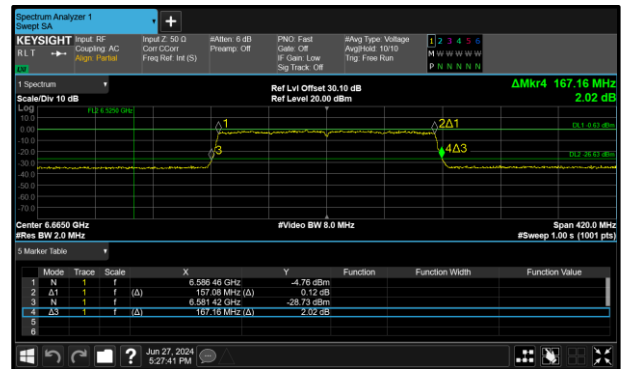 Spectrum Analyzer 1
Swept SA
+
KEYSIGHT Input: RF Input Z: 50 Ω #Atten: 6 dB PNO: Fast #Avg Type: Voltage 1 2 3 4 5 6
RLT Coupling: AC Corr CCorr Preamp: Off Gate: Off Avg|Hold: 10/10 M W W W W W
Align: Partial Freq Ref: Int (S) IF Gain: Low Trig: Free Run
Sig Track: Off P N N N N N
1 Spectrum
Ref Lvl Offset 30.10 dB ΔMkr4 167.16 MHz
Scale/Div 10 dB Ref Level 20.00 dBm 2.02 dB
Log
10.0 FL2 6.5250 GHz
1 2Δ1
0.00 DL1 -0.63 dBm
-10.0
3 4Δ3
-20.0
DL2 -26.63 dBm
-30.0
-40.0
-50.0
-60.0
-70.0
Center 6.6650 GHz #Video BW 8.0 MHz Span 420.0 MHz
#Res BW 2.0 MHz #Sweep 1.00 s (1001 pts)
5 Marker Table
Mode Trace Scale X Y Function Function Width Function Value
1 N 1 f 6.586 46 GHz -4.76 dBm
2 Δ1 1 f (Δ) 157.08 MHz (Δ) 0.12 dB
3 N 1 f 6.581 42 GHz -28.73 dBm
4 Δ3 1 f (Δ) 167.16 MHz (Δ) 2.02 dB
5
6
? Jun 27, 2024
5:27:41 PM